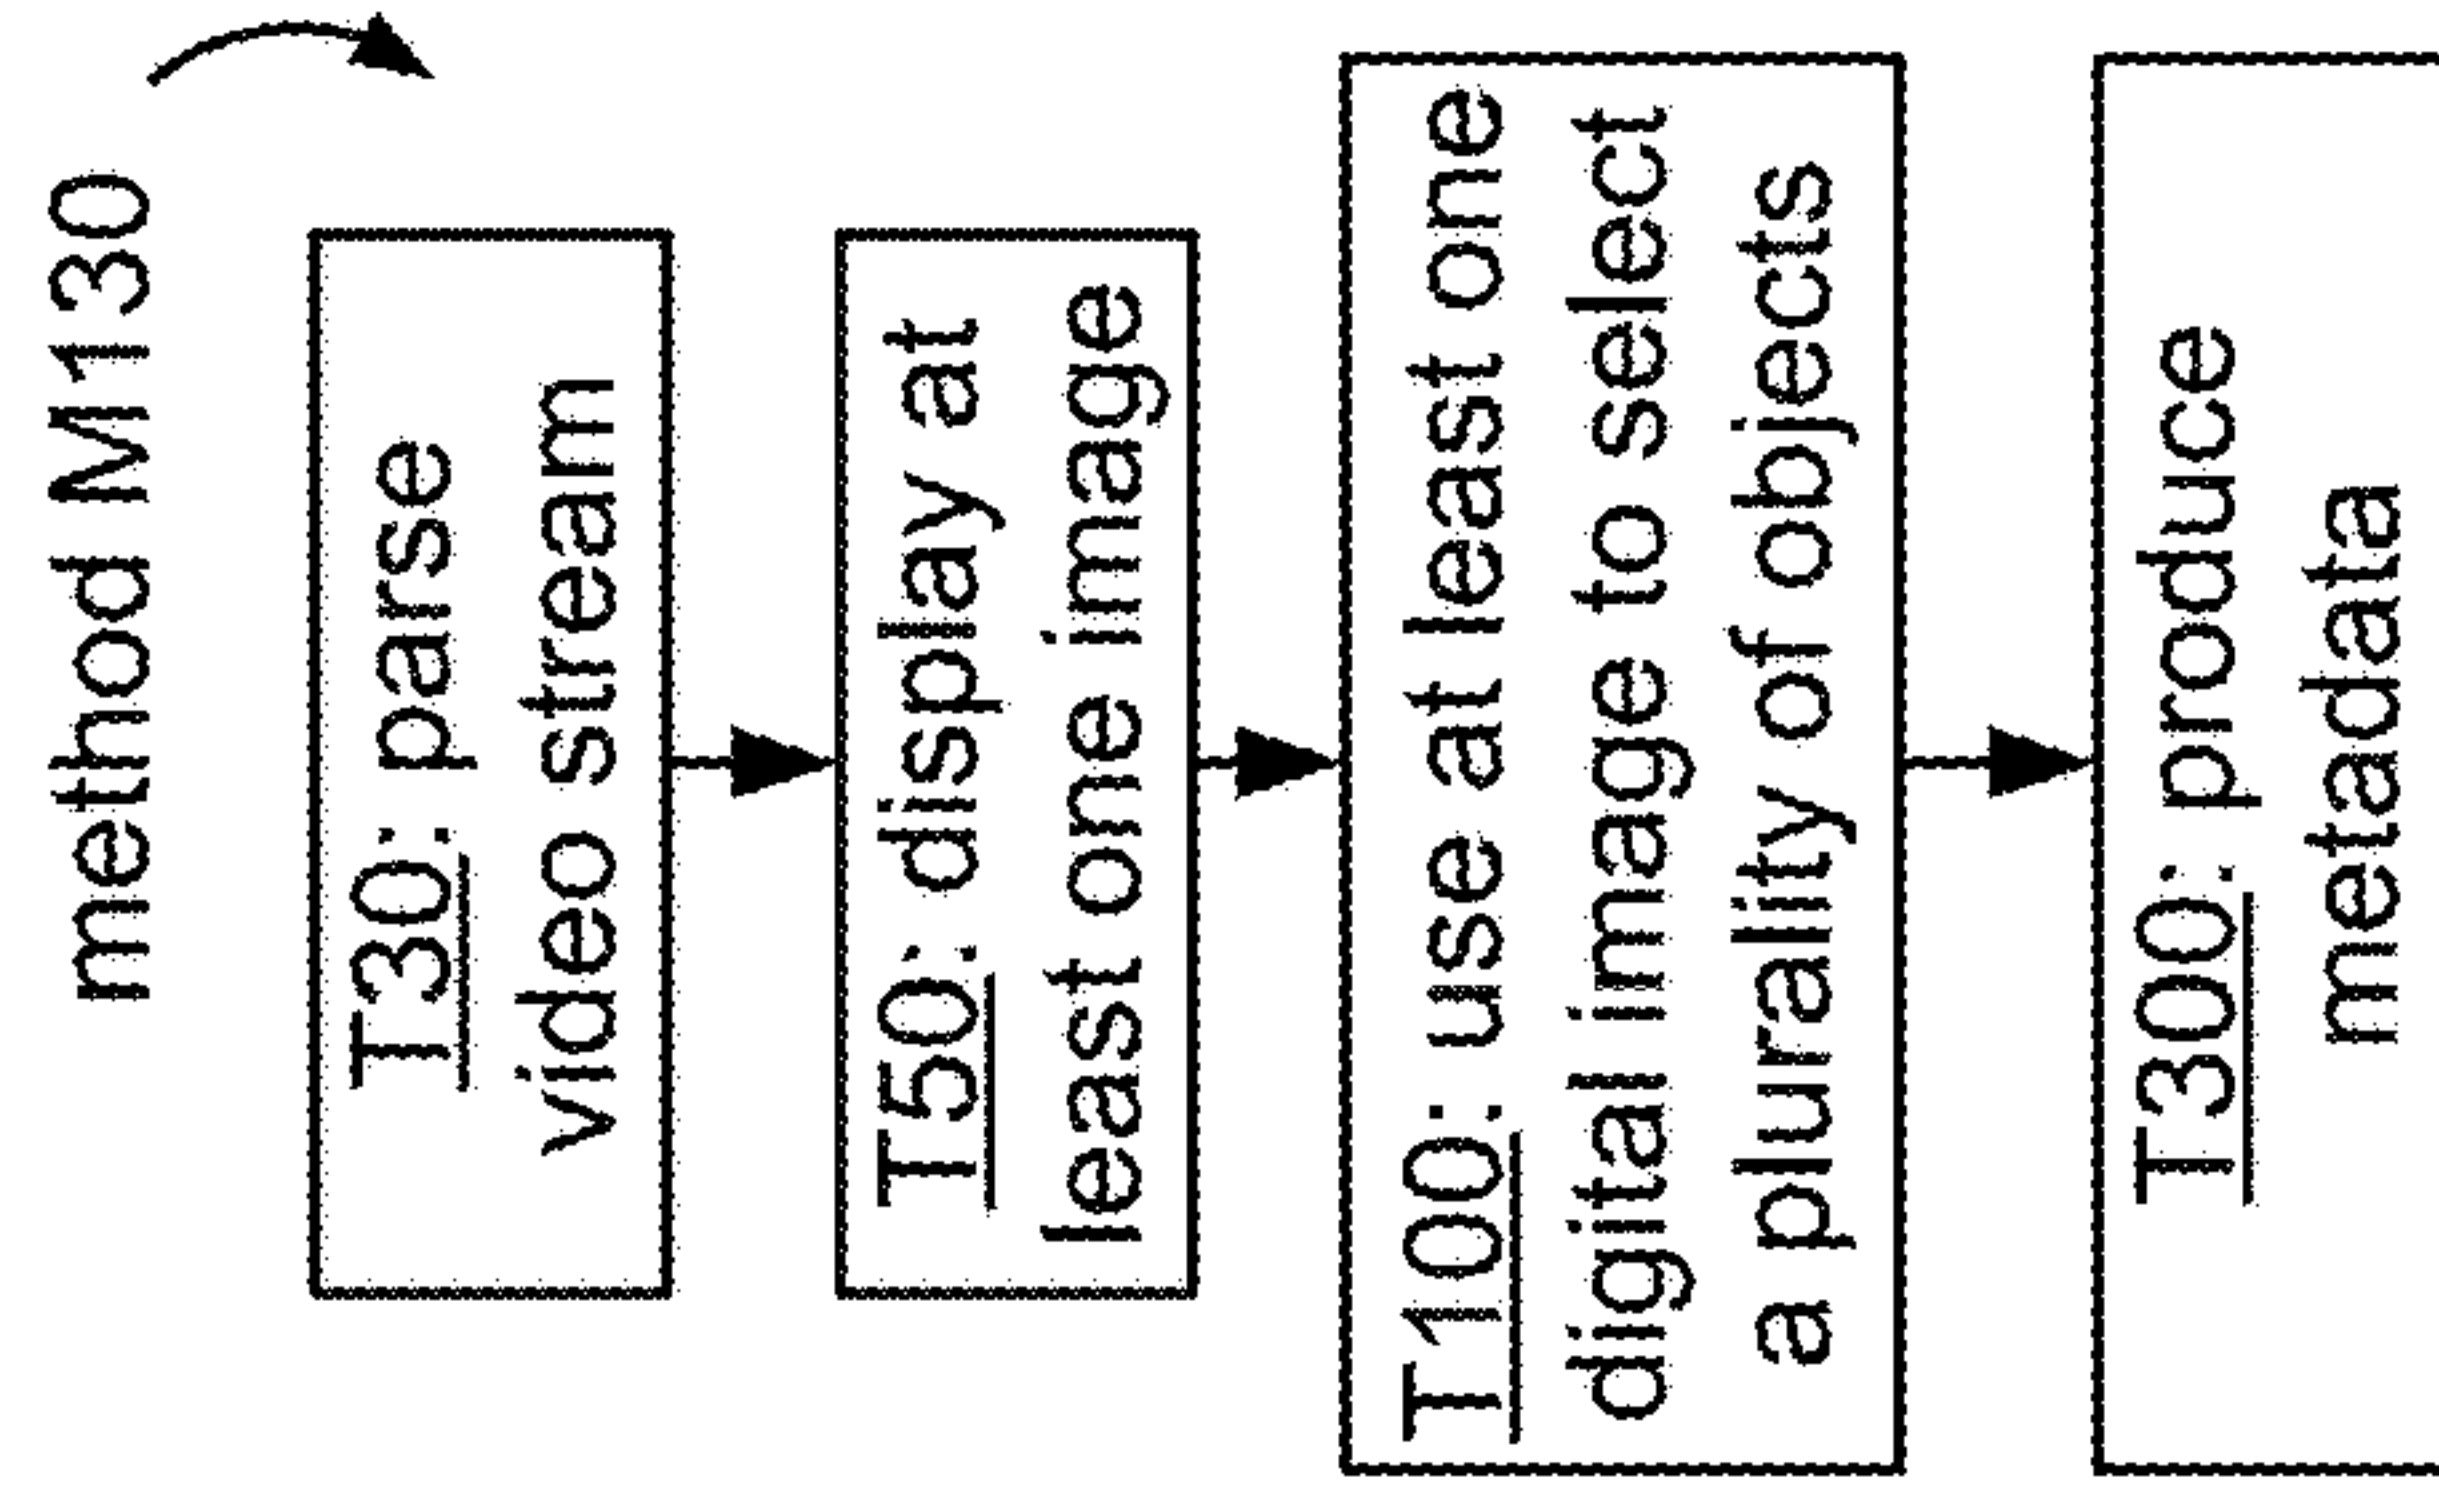 method M130
T30: parse
video stream
T50: display at
least one image
T100: use at least one
digital image to select
a plurality of objects
T300: produce
metadata